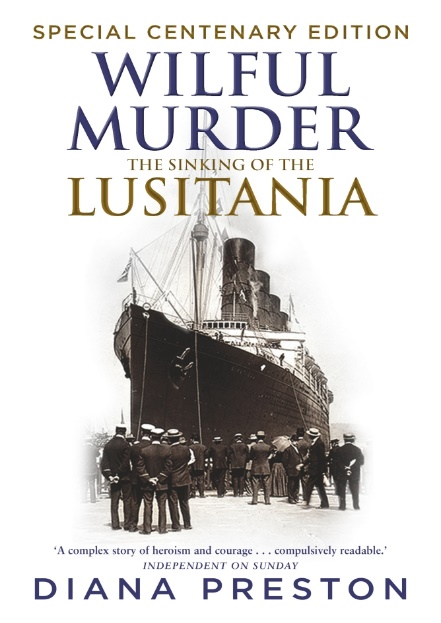 SPECIAL CENTENARY EDITION
WILFUL
MURDER
THE SINKING OF THE
LUSITANIA
‘A complex story of heroism and courage . . . compulsively readable.’
INDEPENDENT ON SUNDAY
DIANA PRESTON